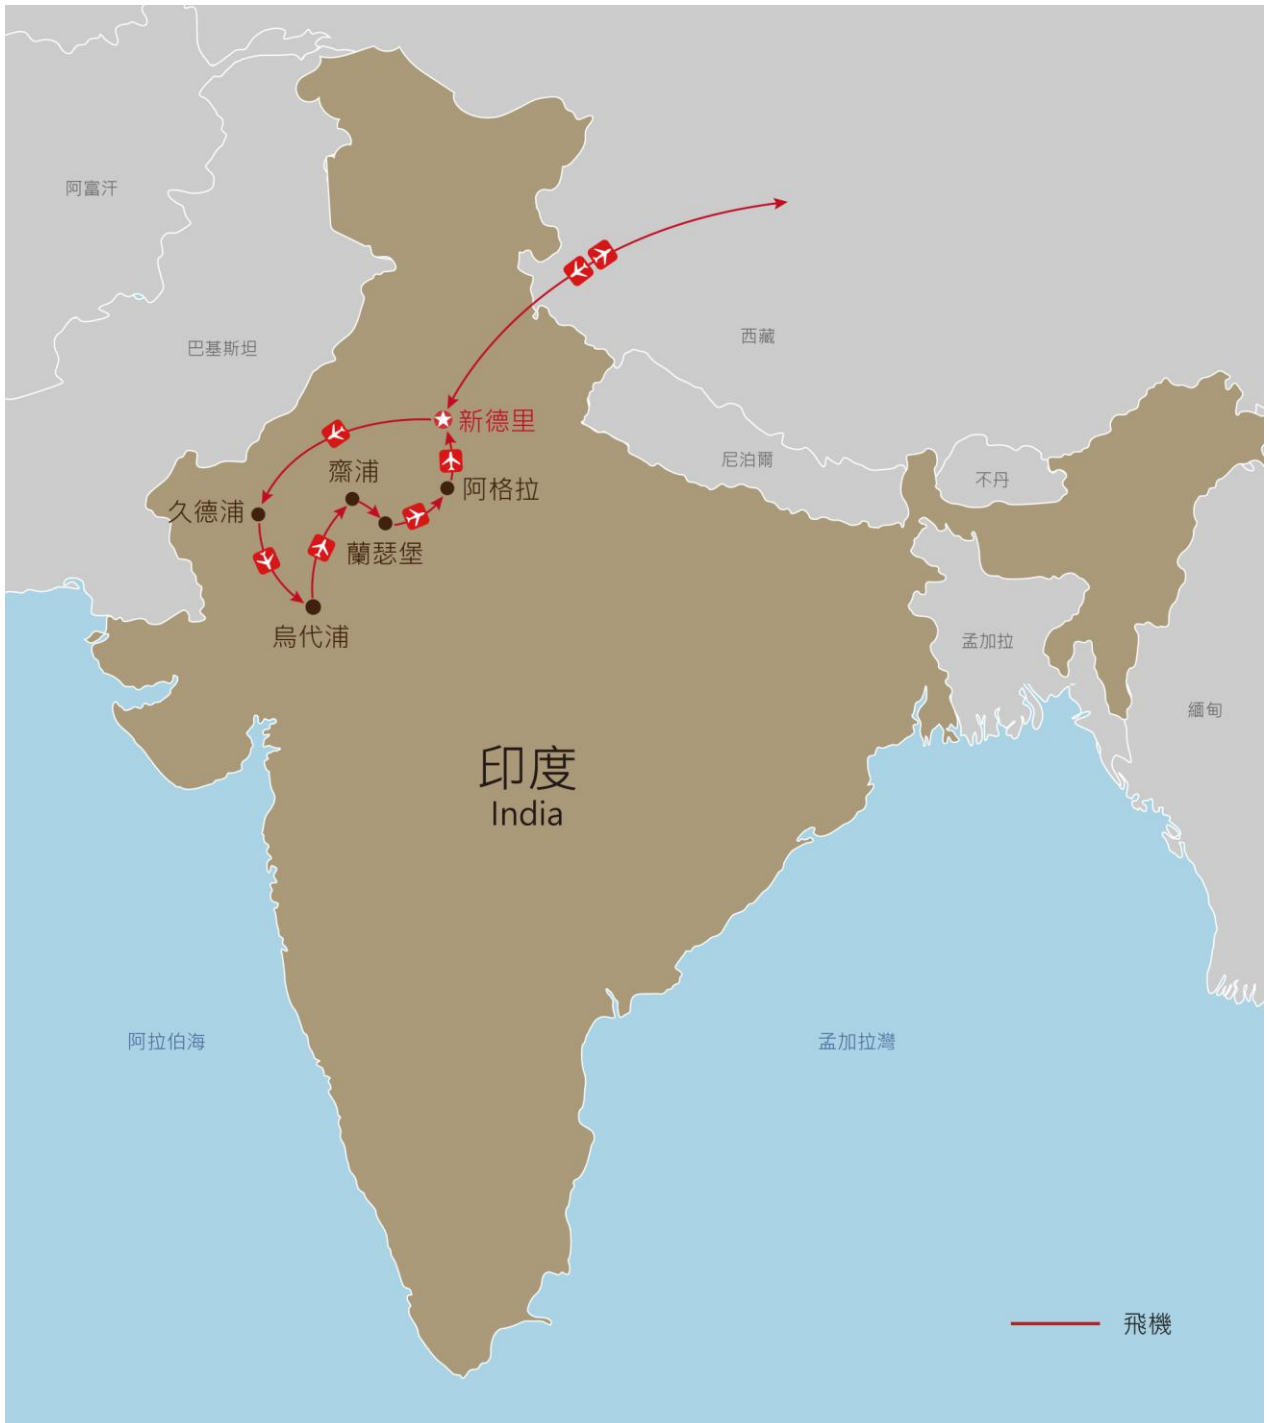 阿富汗
巴基斯坦
西藏
新德里
尼泊爾
齋浦
阿格拉
不丹
久德浦
蘭瑟堡
烏代浦
孟加拉
緬甸
印度
India
阿拉伯海
孟加拉灣
飛機